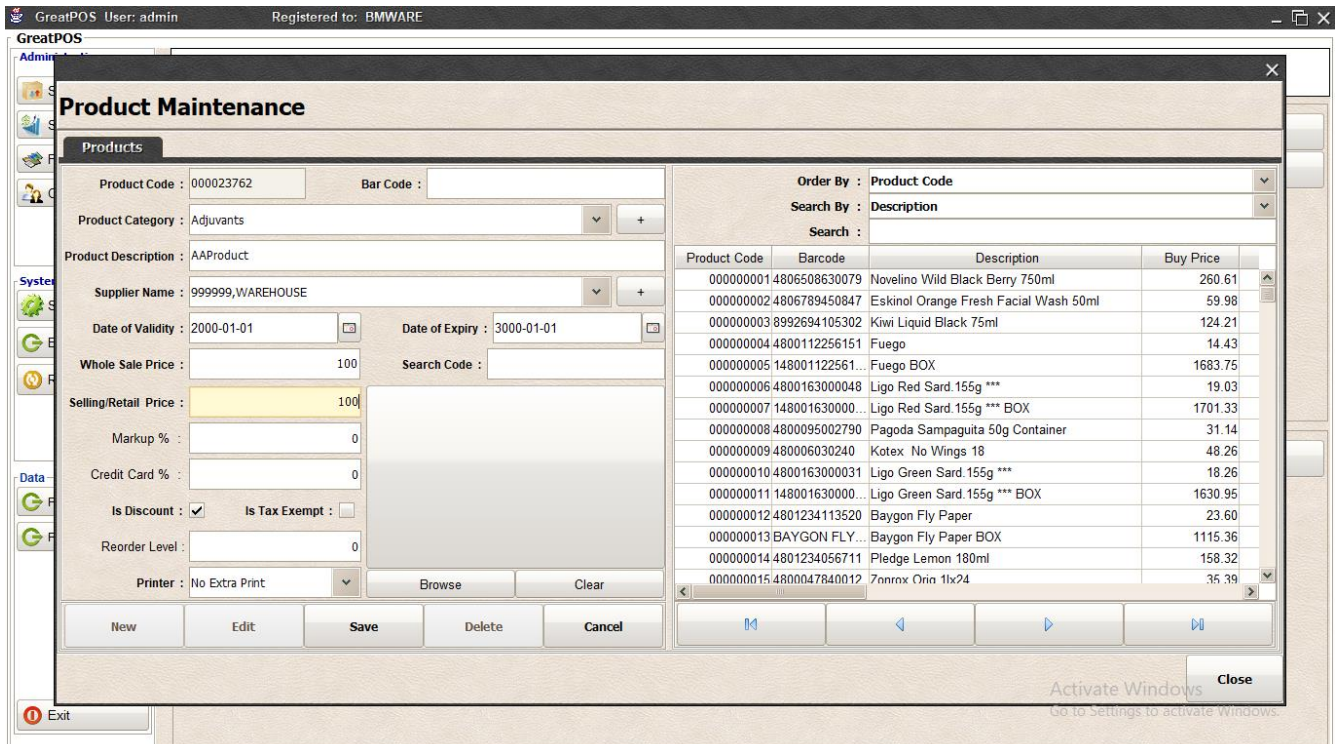 GreatPOS User: admin Registered to: BMWARE
GreatPOS
Product Maintenance
Products
Product Code : 000023762 Bar Code :
Product Category : Adjuvants +
Product Description : AAProduct
Supplier Name : 999999,WAREHOUSE +
Date of Validity : 2000-01-01 Date of Expiry : 3000-01-01
Whole Sale Price : 100 Search Code :
Selling/Retail Price : 100
Markup % : 0
Credit Card % : 0
Is Discount : Is Tax Exempt :
Reorder Level : 0
Printer : No Extra Print Browse Clear
New Edit Save Delete Cancel
Order By : Product Code
Search By : Description
Search :
Product Code Barcode Description Buy Price
000000001 4806508630079 Novelino Wild Black Berry 750ml 260.61
000000002 4806789450847 Eskinol Orange Fresh Facial Wash 50ml 59.98
000000003 8992694105302 Kiwi Liquid Black 75ml 124.21
000000004 4800112256151 Fuego 14.43
000000005 148001122561... Fuego BOX 1683.75
000000006 4800163000048 Ligo Red Sard.155g *** 19.03
000000007 148001630000... Ligo Red Sard.155g *** BOX 1701.33
000000008 4800095002790 Pagoda Sampaguita 50g Container 31.14
000000009 480006030240 Kotex No Wings 18 48.26
000000010 4800163000031 Ligo Green Sard.155g *** 18.26
000000011 148001630000... Ligo Green Sard.155g *** BOX 1630.95
000000012 4801234113520 Baygon Fly Paper 23.60
000000013 BAYGON FLY... Baygon Fly Paper BOX 1115.36
000000014 4801234056711 Pledge Lemon 180ml 158.32
000000015 4800047840012 Zonrox Orig 1lx24 35.39
Close
Activate Windows
Go to Settings to activate Windows.
Data
Exit